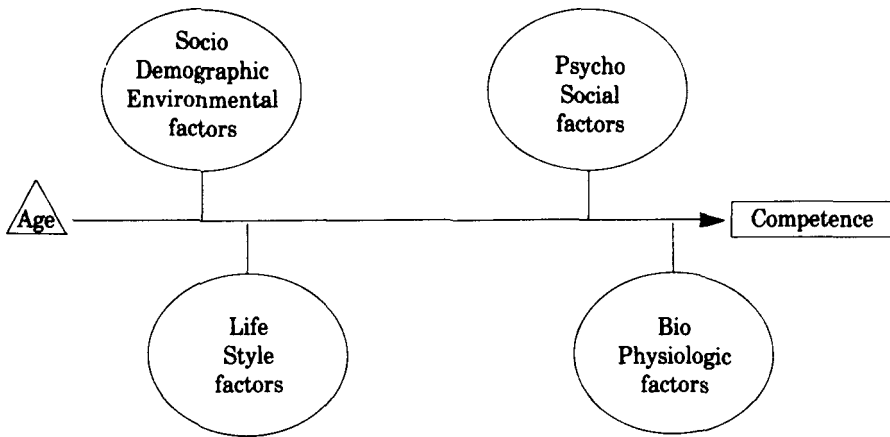 Socio
Demographic
Environmental
factors
Psycho
Social
factors
Age
Competence
Life
Style
factors
Bio
Physiologic
factors